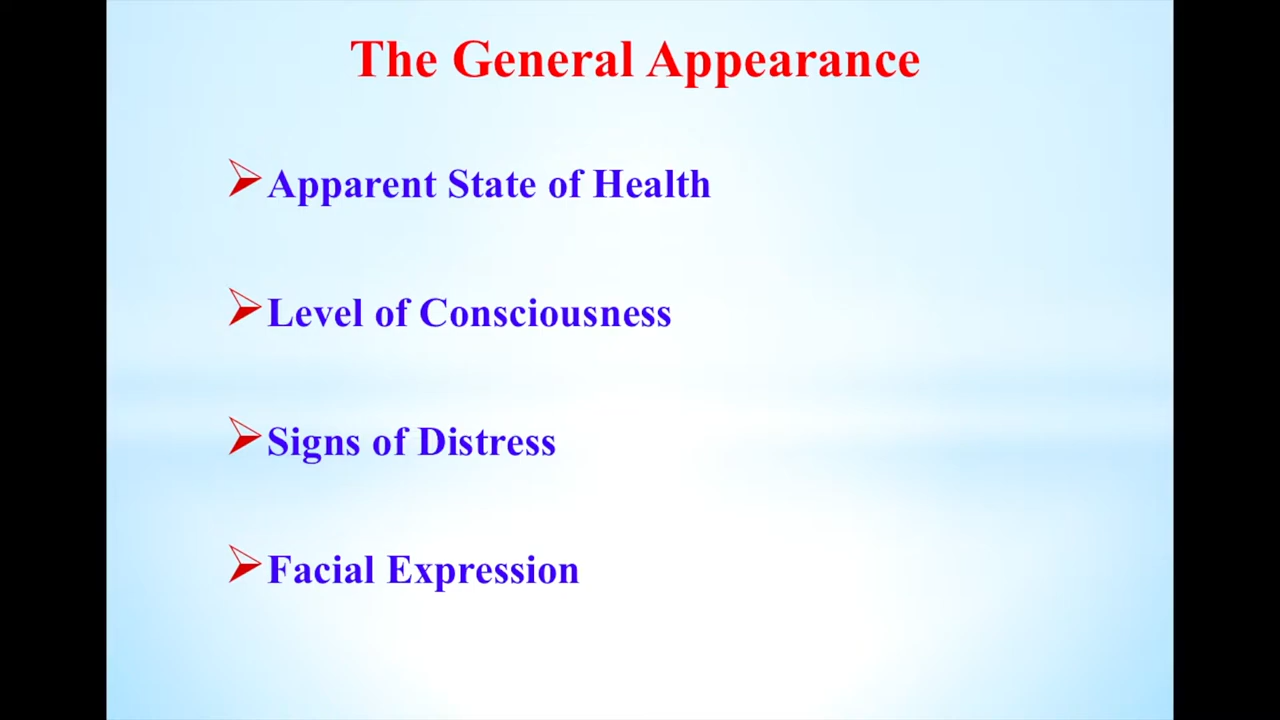 The General Appearance
Apparent State of Health
Level of Consciousness
Signs of Distress
Facial Expression